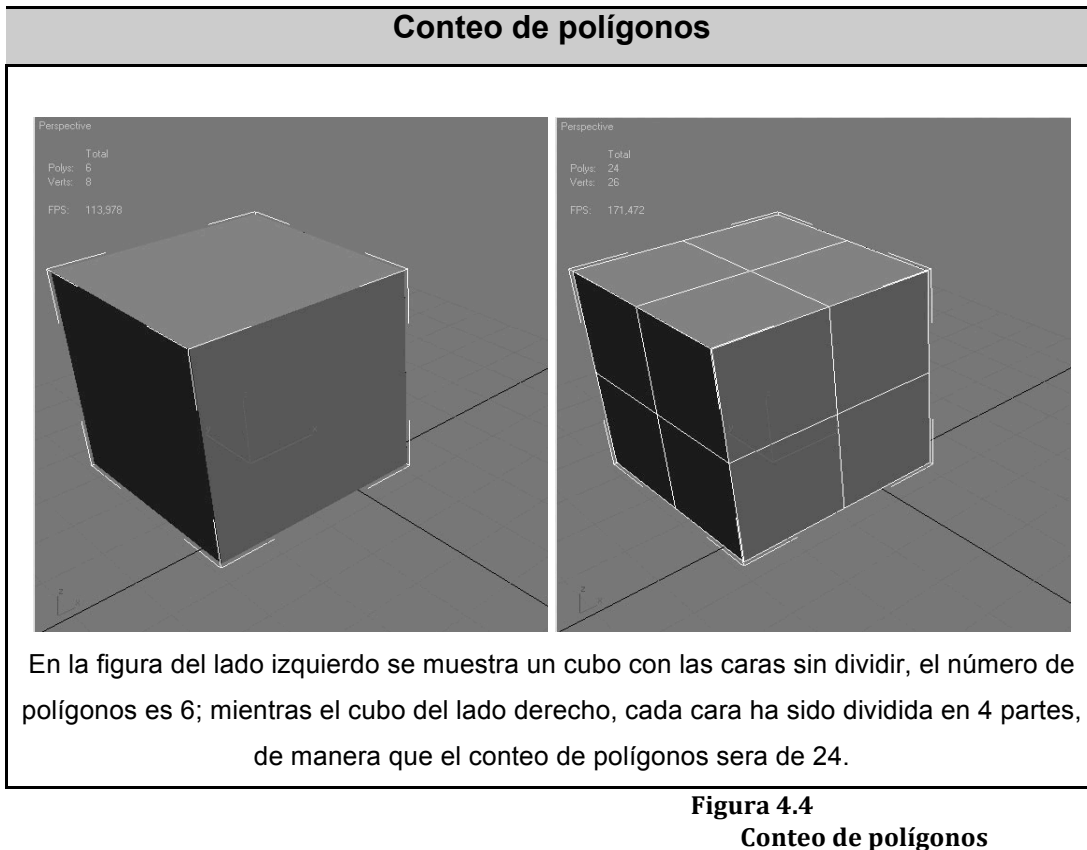 Conteo de polígonos
Perspective
Total
Polys: 6
Verts: 8
FPS: 113,978
Perspective
Total
Polys: 24
Verts: 26
FPS: 171,472
z
x
z
x
En la figura del lado izquierdo se muestra un cubo con las caras sin dividir, el número de
polígonos es 6; mientras el cubo del lado derecho, cada cara ha sido dividida en 4 partes,
de manera que el conteo de polígonos sera de 24.
Figura 4.4
Conteo de polígonos